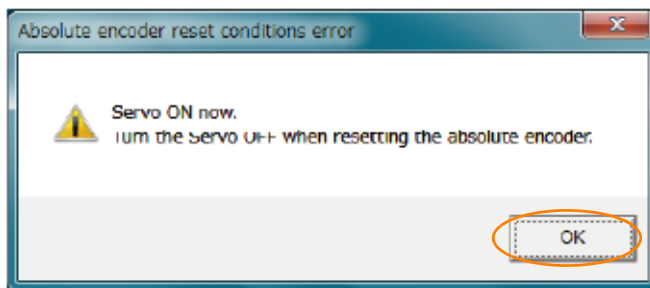 Absolute encoder reset conditions error
Servo ON now.
Turn the Servo OFF when resetting the absolute encoder.
OK